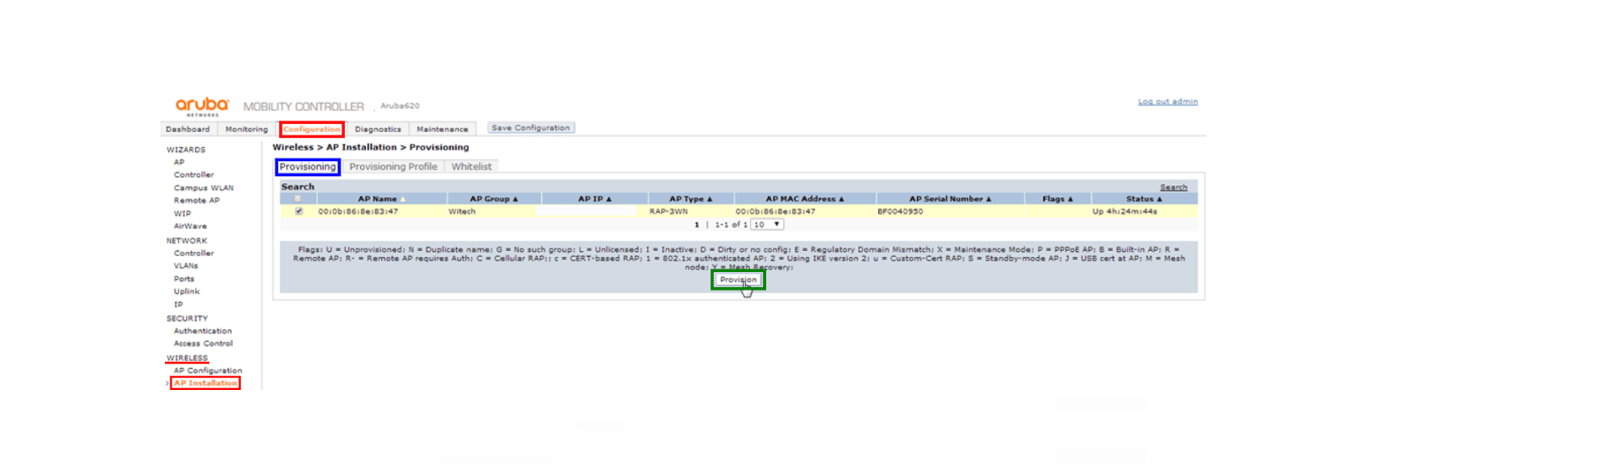 aruba NETWORKS MOBILITY CONTROLLER , Aruba620 Log out admin
Dashboard Monitoring Configuration Diagnostics Maintenance Save Configuration
WIZARDS
AP
Controller
Campus WLAN
Remote AP
WIP
AirWave
NETWORK
Controller
VLANs
Ports
Uplink
IP
SECURITY
Authentication
Access Control
WIRELESS
AP Configuration
> AP Installation
Wireless > AP Installation > Provisioning
Provisioning Provisioning Profile Whitelist
Search Search
AP Name ▲ AP Group ▲ AP IP ▲ AP Type ▲ AP MAC Address ▲ AP Serial Number ▲ Flags ▲ Status ▲
00:0b:86:8e:83:47 Witech RAP-3WN 00:0b:86:8e:83:47 BF0040950 Up 4h:24m:44s
1 | 1-1 of 1 10 ▼
Flags: U = Unprovisioned; N = Duplicate name; G = No such group; L = Unlicensed; I = Inactive; D = Dirty or no config; E = Regulatory Domain Mismatch; X = Maintenance Mode; P = PPPoE AP; B = Built-in AP; R =
Remote AP; R- = Remote AP requires Auth; C = Cellular RAP;; c = CERT-based RAP; 1 = 802.1x authenticated AP; 2 = Using IKE version 2; u = Custom-Cert RAP; S = Standby-mode AP; J = USB cert at AP; M = Mesh
node; Y = Mesh Recovery;
Provision